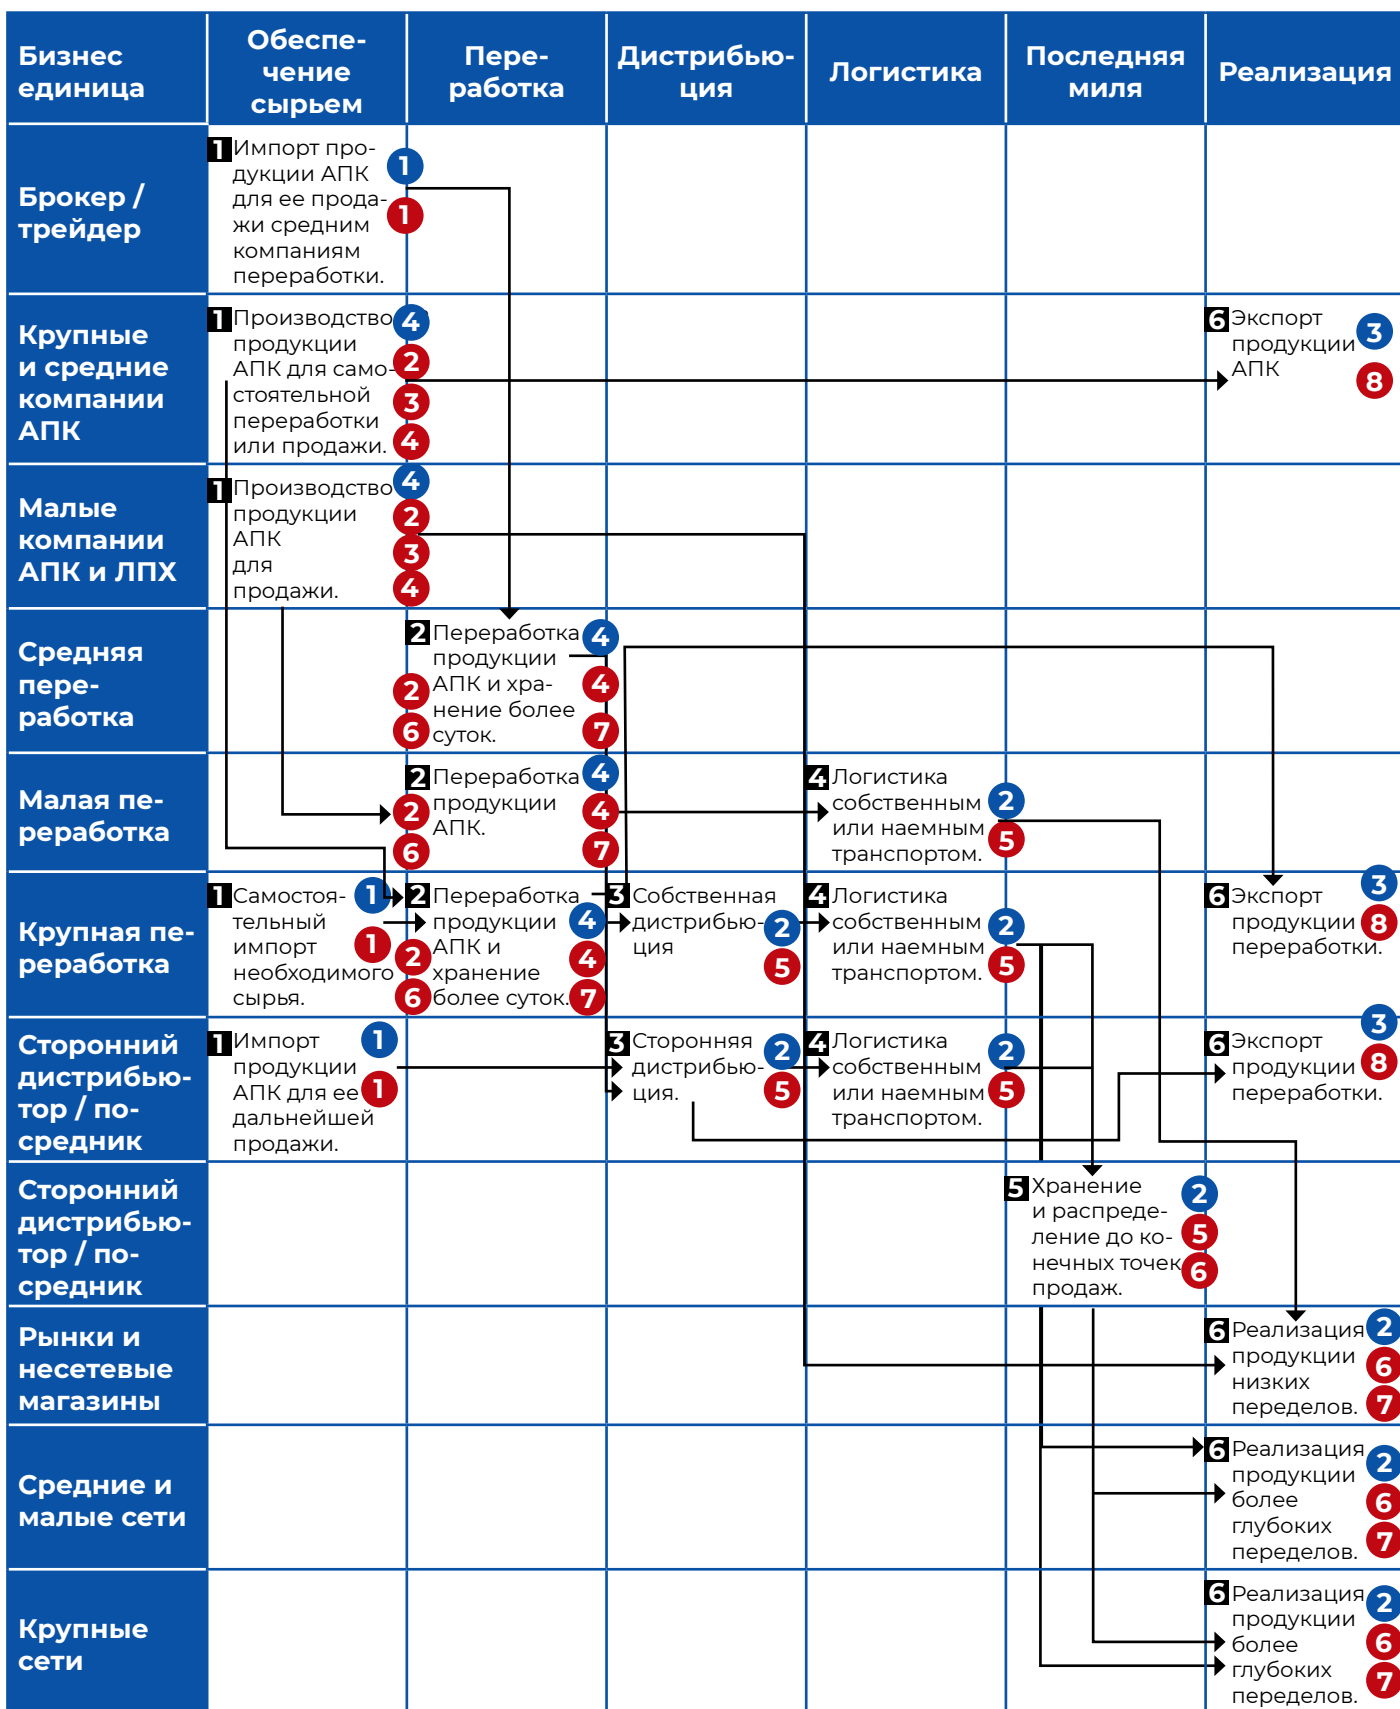 Бизнес
единица
Обеспе-
чение
сырьем
Пере-
работка
Дистрибью-
ция
Логистика
Последняя
миля
Реализация
Брокер /
трейдер
1 Импорт про-
дукции АПК
для ее прода-
жи средним
компаниям
переработки.
1
1
Крупные
и средние
компании
АПК
1 Производство
продукции
АПК для само-
стоятельной
переработки
или продажи.
4
2
3
4
6 Экспорт
продукции
АПК
3
8
Малые
компании
АПК и ЛПХ
1 Производство
продукции
АПК
для
продажи.
4
2
3
4
Средняя
пере-
работка
2
6
2 Переработка
продукции
АПК и хра-
нение более
суток.
4
4
7
Малая пе-
реработка
2
6
2 Переработка
продукции
АПК.
4
4
7
4 Логистика
собственным
или наемным
транспортом.
2
5
Крупная пе-
реработка
1 Самостоя-
тельный
импорт
необходимого
сырья.
1
1
2
6
2 Переработка
продукции
АПК и
хранение
более суток.
4
4
7
3 Собственная
дистрибью-
ция
2
5
4 Логистика
собственным
или наемным
транспортом.
2
5
6 Экспорт
продукции
переработки.
3
8
Сторонний
дистрибью-
тор / по-
средник
1 Импорт
продукции
АПК для ее
дальнейшей
продажи.
1
1
3 Сторонняя
дистрибью-
ция.
2
5
4 Логистика
собственным
или наемным
транспортом.
2
5
6 Экспорт
продукции
переработки.
3
8
Сторонний
дистрибью-
тор / по-
средник
5 Хранение
и распреде-
ление до ко-
нечных точек
продаж.
2
5
6
Рынки и
несетевые
магазины
6 Реализация
продукции
низких
переделов.
2
6
7
Средние и
малые сети
6 Реализация
продукции
более
глубоких
переделов.
2
6
7
Крупные
сети
6 Реализация
продукции
более
глубоких
переделов.
2
6
7